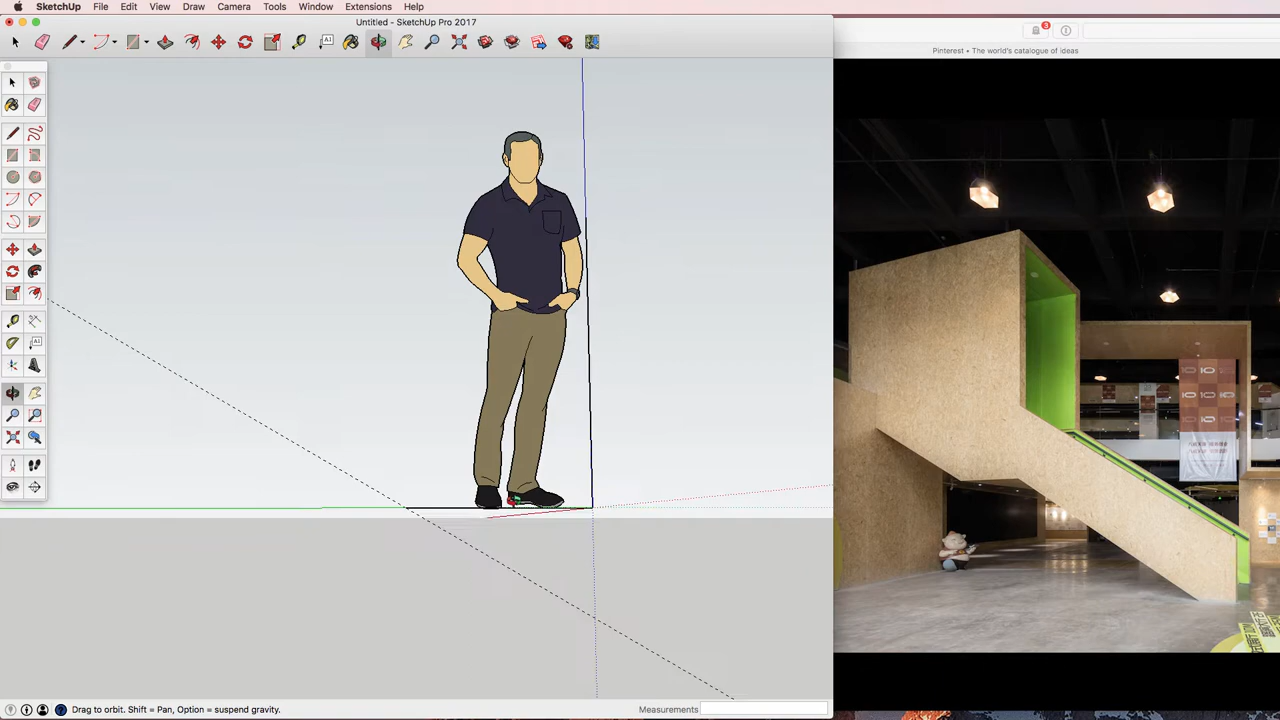 SketchUp File Edit View Draw Camera Tools Window Extensions Help
Untitled - SketchUp Pro 2017
3
Pinterest • The world's catalogue of ideas
Drag to orbit. Shift = Pan, Option = suspend gravity.
Measurements